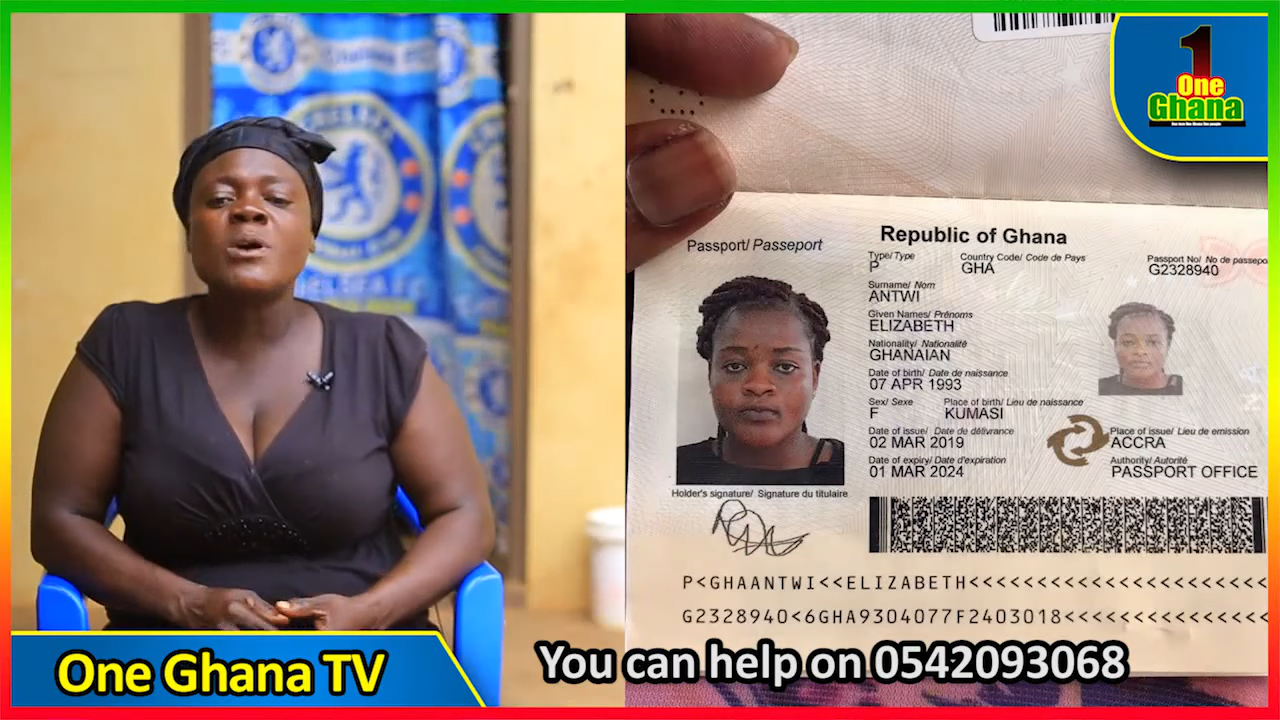 1
One
Ghana
Passport/ Passeport
Republic of Ghana
Type/ Type
P
Country Code/ Code de Pays
GHA
Passport No/ No de passepo
G2328940
Surname/ Nom
ANTWI
Given Names/ Prénoms
ELIZABETH
Nationality/ Nationalité
GHANAIAN
Date of birth/ Date de naissance
07 APR 1993
Sex/ Sexe
F
Place of birth/ Lieu de naissance
KUMASI
Date of issue/ Date de délivrance
02 MAR 2019
Place of issue/ Lieu de emission
ACCRA
Date of expiry/ Date d'expiration
01 MAR 2024
Authority/ Autorité
PASSPORT OFFICE
Holder's signature/ Signature du titulaire
P<GHAANTWI<<ELIZABETH<<<<<<<<<<<<<<<<<<<
G2328940<6GHA9304077F2403018<<<<<<<<<<<<
One Ghana TV
You can help on 0542093068